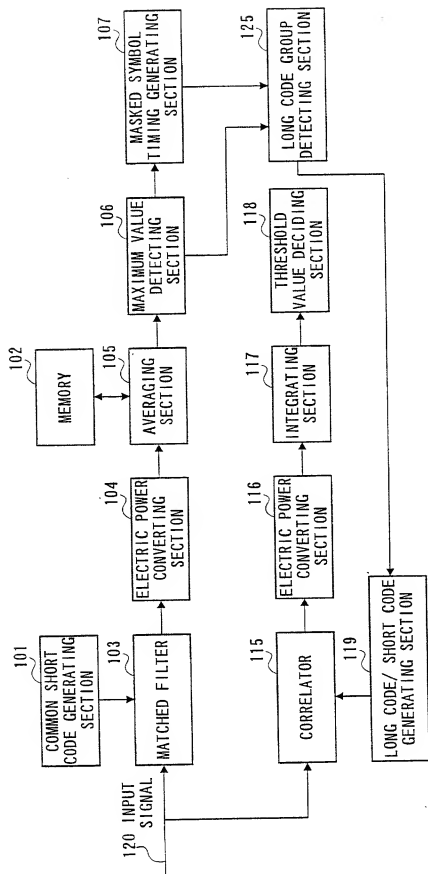 101
COMMON SHORT
CODE GENERATING
SECTION
102
MEMORY
107
MASKED SYMBOL
TIMING GENERATING
SECTION
120 INPUT
SIGNAL
103
MATCHED FILTER
104
ELECTRIC POWER
CONVERTING
SECTION
105
AVERAGING
SECTION
106
MAXIMUM VALUE
DETECTING
SECTION
125
LONG CODE GROUP
DETECTING SECTION
115
CORRELATOR
116
ELECTRIC POWER
CONVERTING
SECTION
117
INTEGRATING
SECTION
118
THRESHOLD
VALUE DECIDING
SECTION
119
LONG CODE/ SHORT CODE
GENERATING SECTION